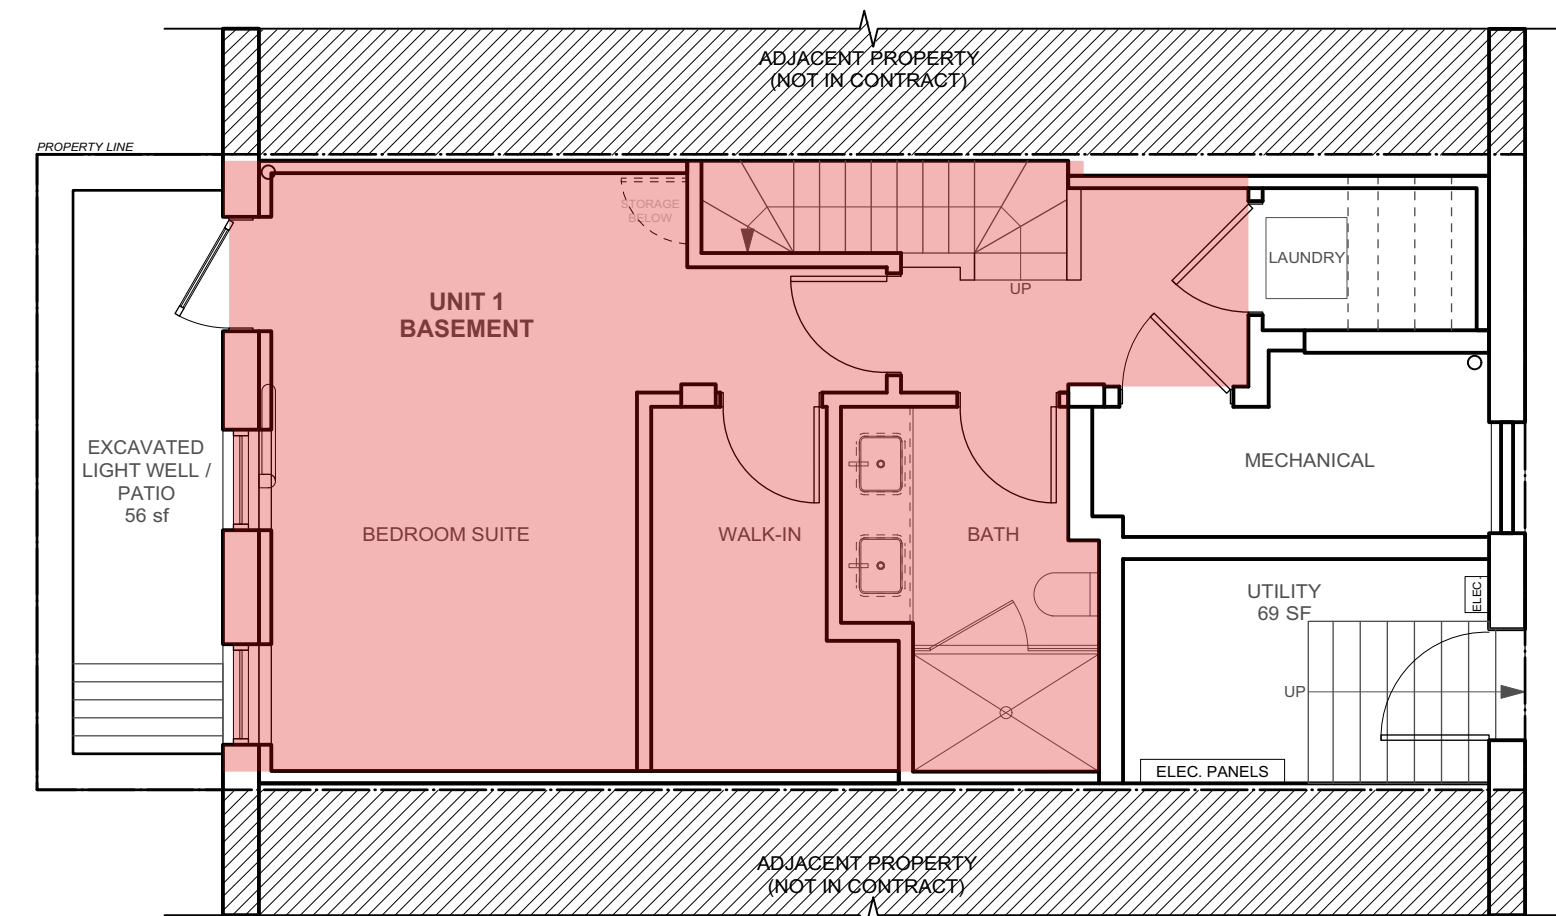 ADJACENT PROPERTY
(NOT IN CONTRACT)
PROPERTY LINE
STORAGE
BELOW
LAUNDRY
UP
UNIT 1
BASEMENT
EXCAVATED
LIGHT WELL /
PATIO
56 sf
MECHANICAL
BEDROOM SUITE
WALK-IN
BATH
UTILITY
69 SF
ELEC.
UP
ELEC. PANELS
ADJACENT PROPERTY
(NOT IN CONTRACT)